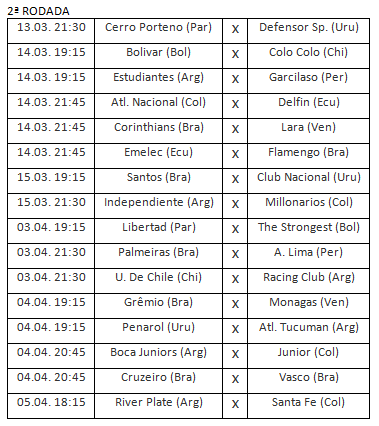 2ª RODADA
13.03. 21:30 Cerro Porteno (Par) X Defensor Sp. (Uru)
14.03. 19:15 Bolivar (Bol) X Colo Colo (Chi)
14.03. 19:15 Estudiantes (Arg) X Garcilaso (Per)
14.03. 21:45 Atl. Nacional (Col) X Delfin (Ecu)
14.03. 21:45 Corinthians (Bra) X Lara (Ven)
14.03. 21:45 Emelec (Ecu) X Flamengo (Bra)
15.03. 19:15 Santos (Bra) X Club Nacional (Uru)
15.03. 21:30 Independiente (Arg) X Millonarios (Col)
03.04. 19:15 Libertad (Par) X The Strongest (Bol)
03.04. 21:30 Palmeiras (Bra) X A. Lima (Per)
03.04. 21:30 U. De Chile (Chi) X Racing Club (Arg)
04.04. 19:15 Grêmio (Bra) X Monagas (Ven)
04.04. 19:15 Penarol (Uru) X Atl. Tucuman (Arg)
04.04. 20:45 Boca Juniors (Arg) X Junior (Col)
04.04. 20:45 Cruzeiro (Bra) X Vasco (Bra)
05.04. 18:15 River Plate (Arg) X Santa Fe (Col)